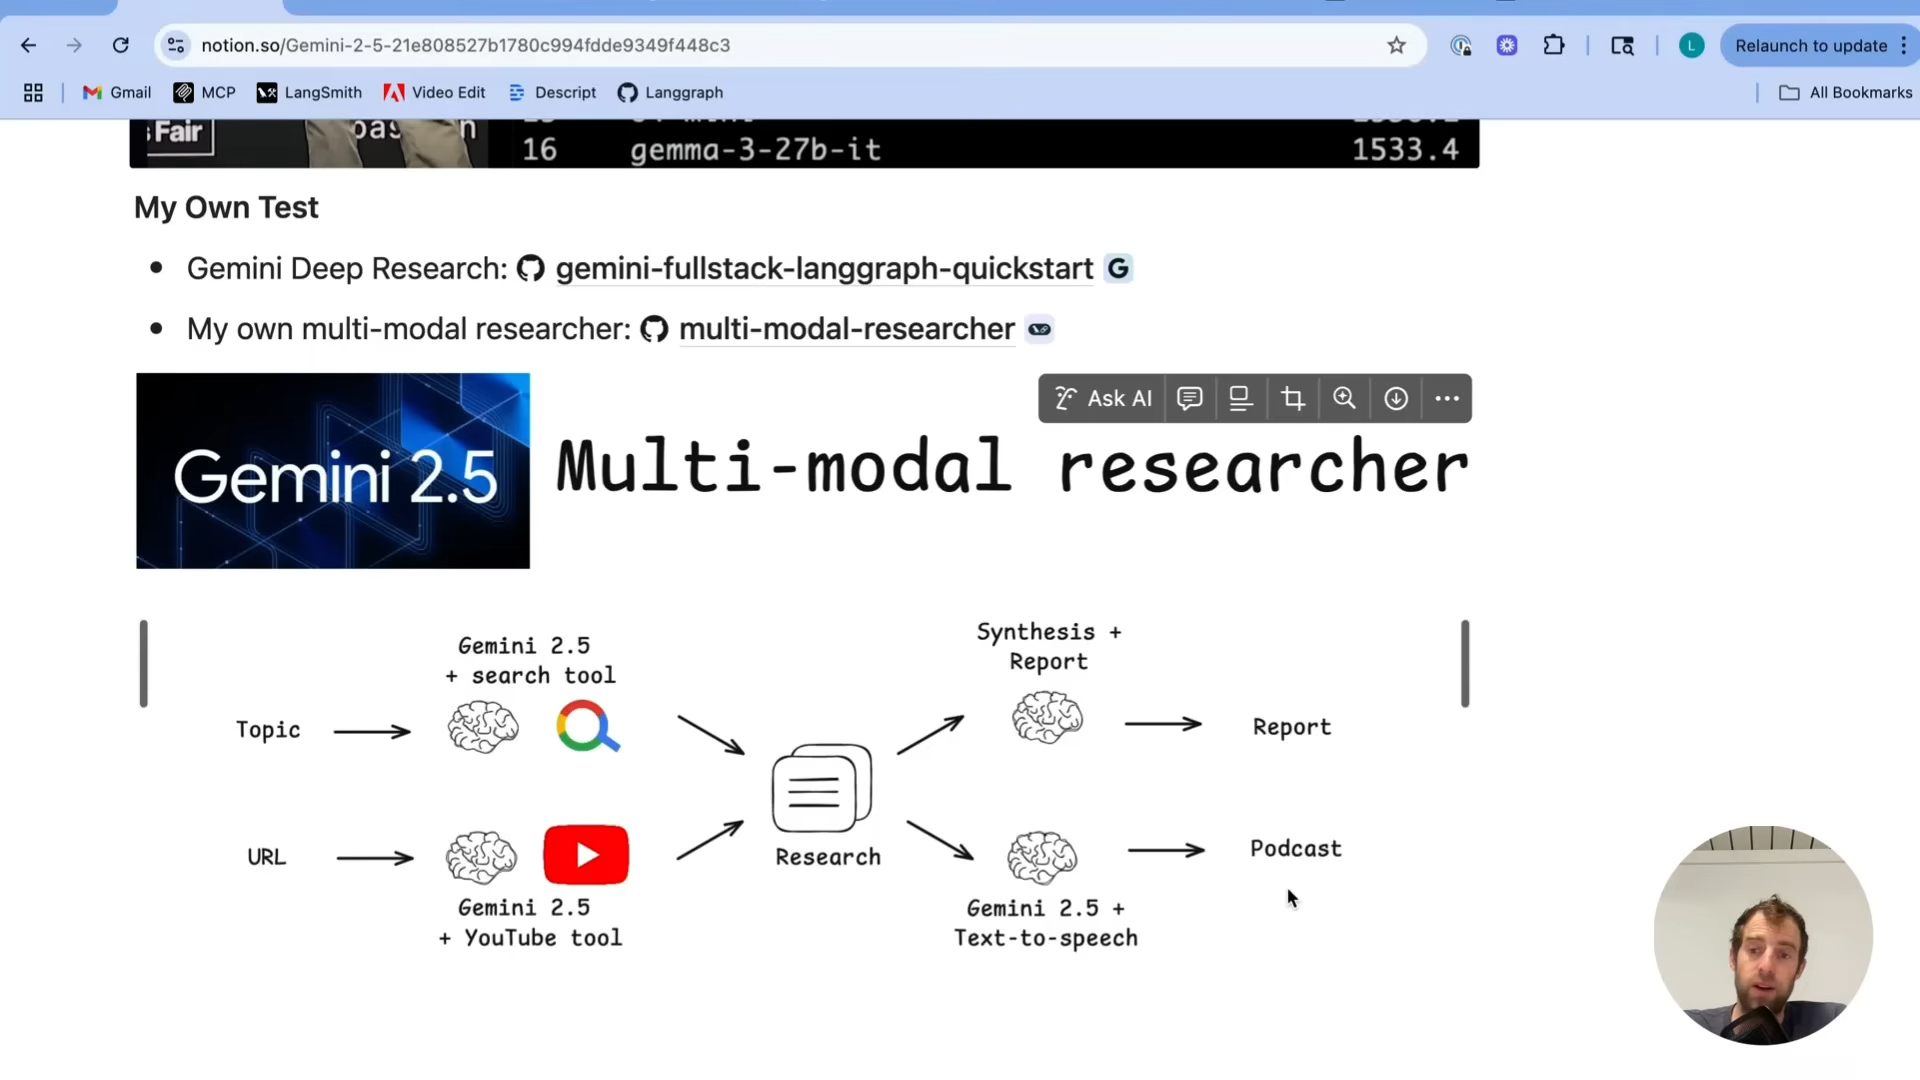 notion.so/Gemini-2-5-21e808527b1780c994fdde9349f448c3
L
Relaunch to update
Gmail
MCP
LangSmith
Video Edit
Descript
Langgraph
All Bookmarks
Fair
16 gemma-3-27b-it 1533.4
My Own Test
• Gemini Deep Research: gemini-fullstack-langgraph-quickstart G
• My own multi-modal researcher: multi-modal-researcher
Ask AI
Gemini 2.5
Multi-modal researcher
Gemini 2.5
+ search tool
Synthesis +
Report
Topic
Report
URL
Research
Podcast
Gemini 2.5
+ YouTube tool
Gemini 2.5 +
Text-to-speech